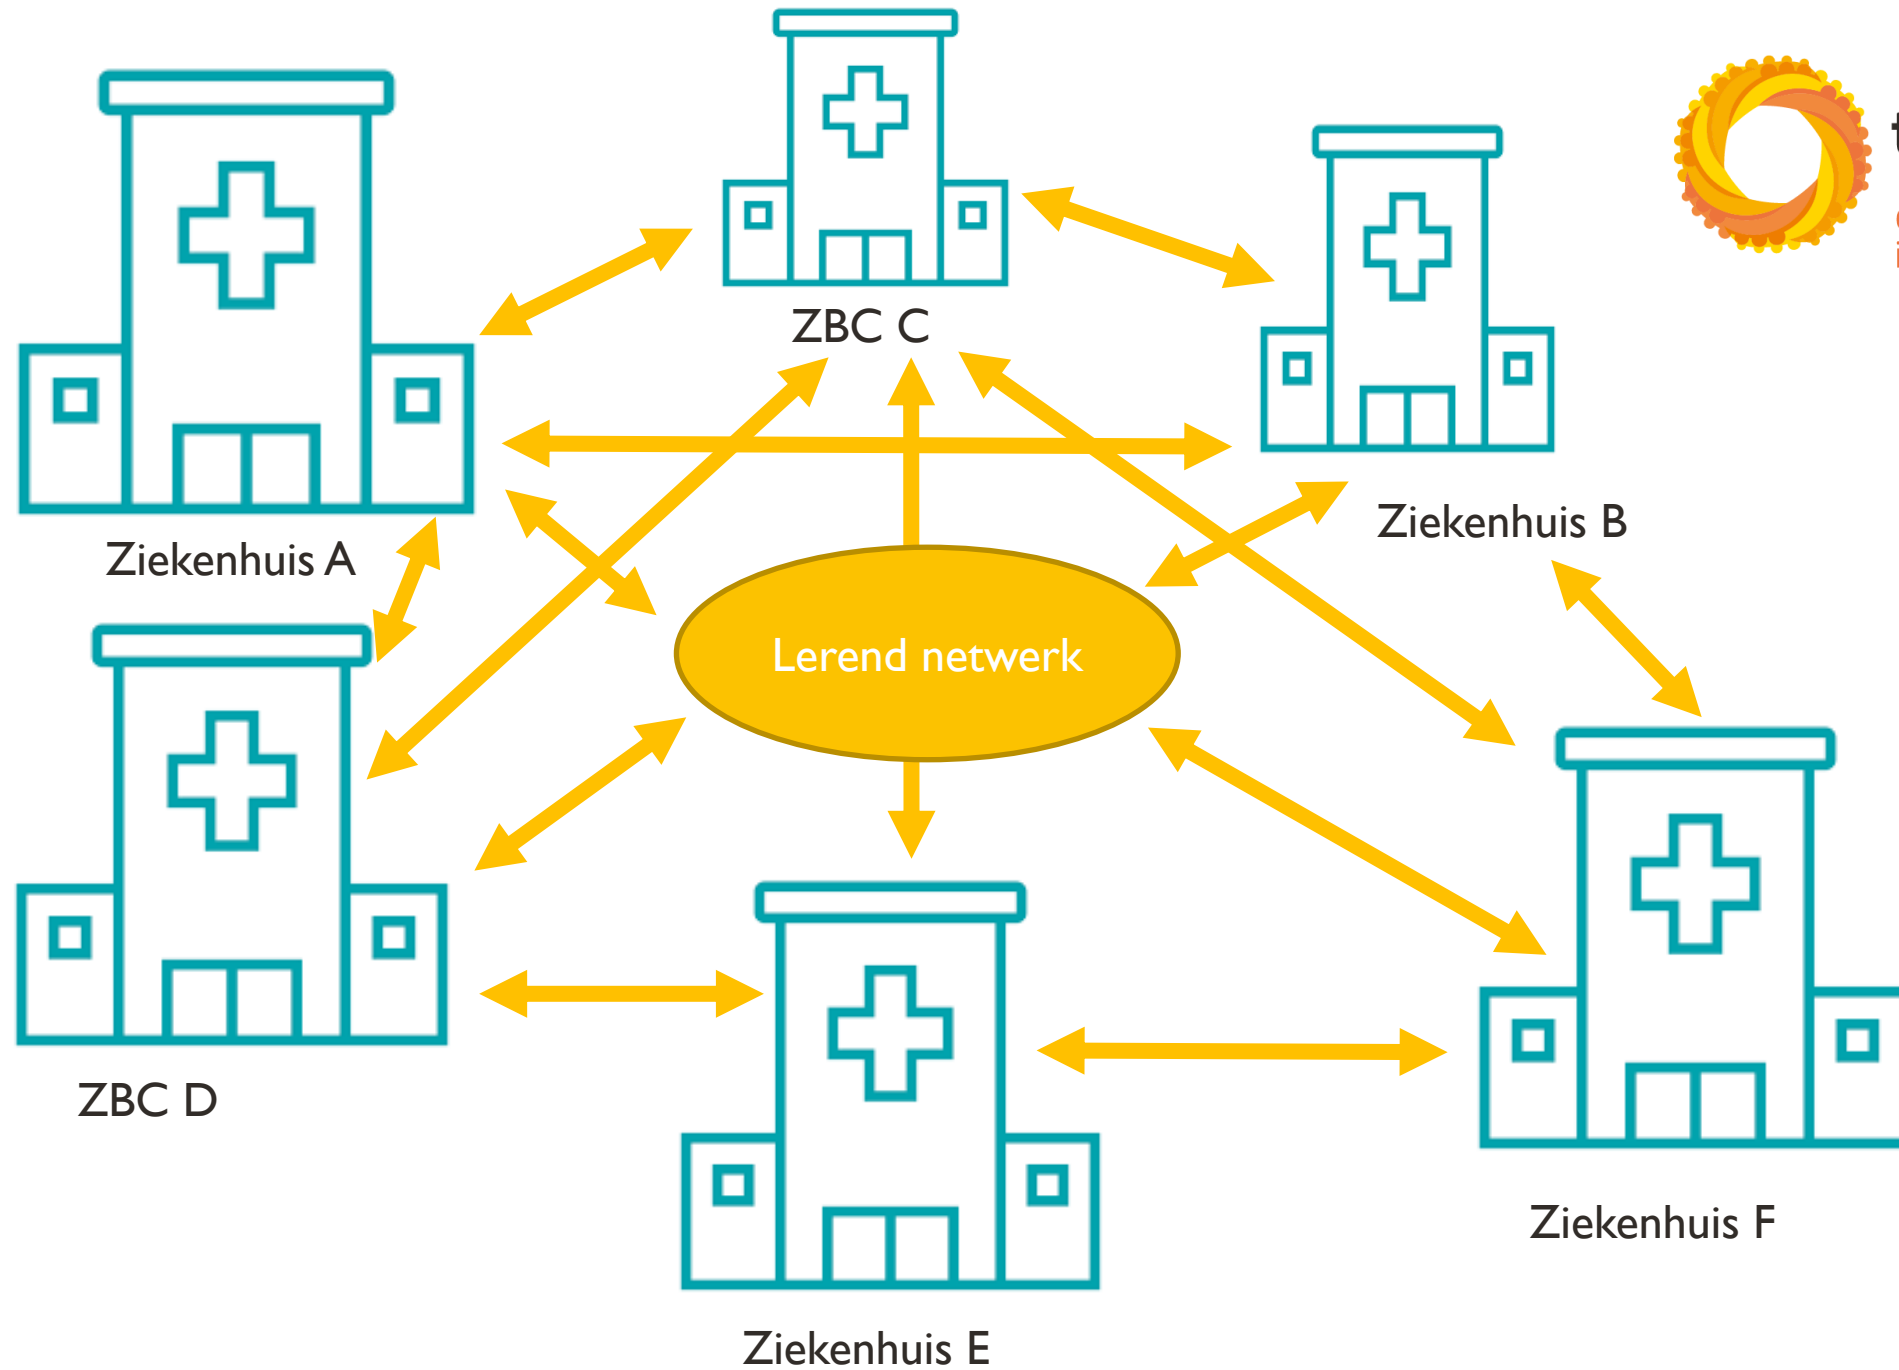 ZBC C
Ziekenhuis B
Ziekenhuis A
Lerend netwerk
ZBC D
Ziekenhuis F
Ziekenhuis E